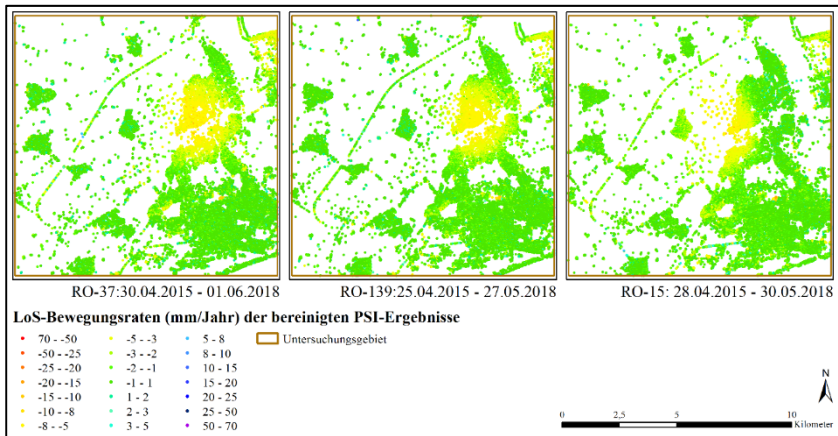 RO-37:30.04.2015 - 01.06.2018
RO-139:25.04.2015 - 27.05.2018
RO-15: 28.04.2015 - 30.05.2018
LoS-Bewegungsraten (mm/Jahr) der bereinigten PSI-Ergebnisse
70 - -50
-50 - -25
-25 - -20
-20 - -15
-15 - -10
-10 - -8
-8 - -5
-5 - -3
-3 - -2
-2 - -1
-1 - 1
1 - 2
2 - 3
3 - 5
5 - 8
8 - 10
10 - 15
15 - 20
20 - 25
25 - 50
50 - 70
Untersuchungsgebiet
N
0 2,5 5 10
Kilometer